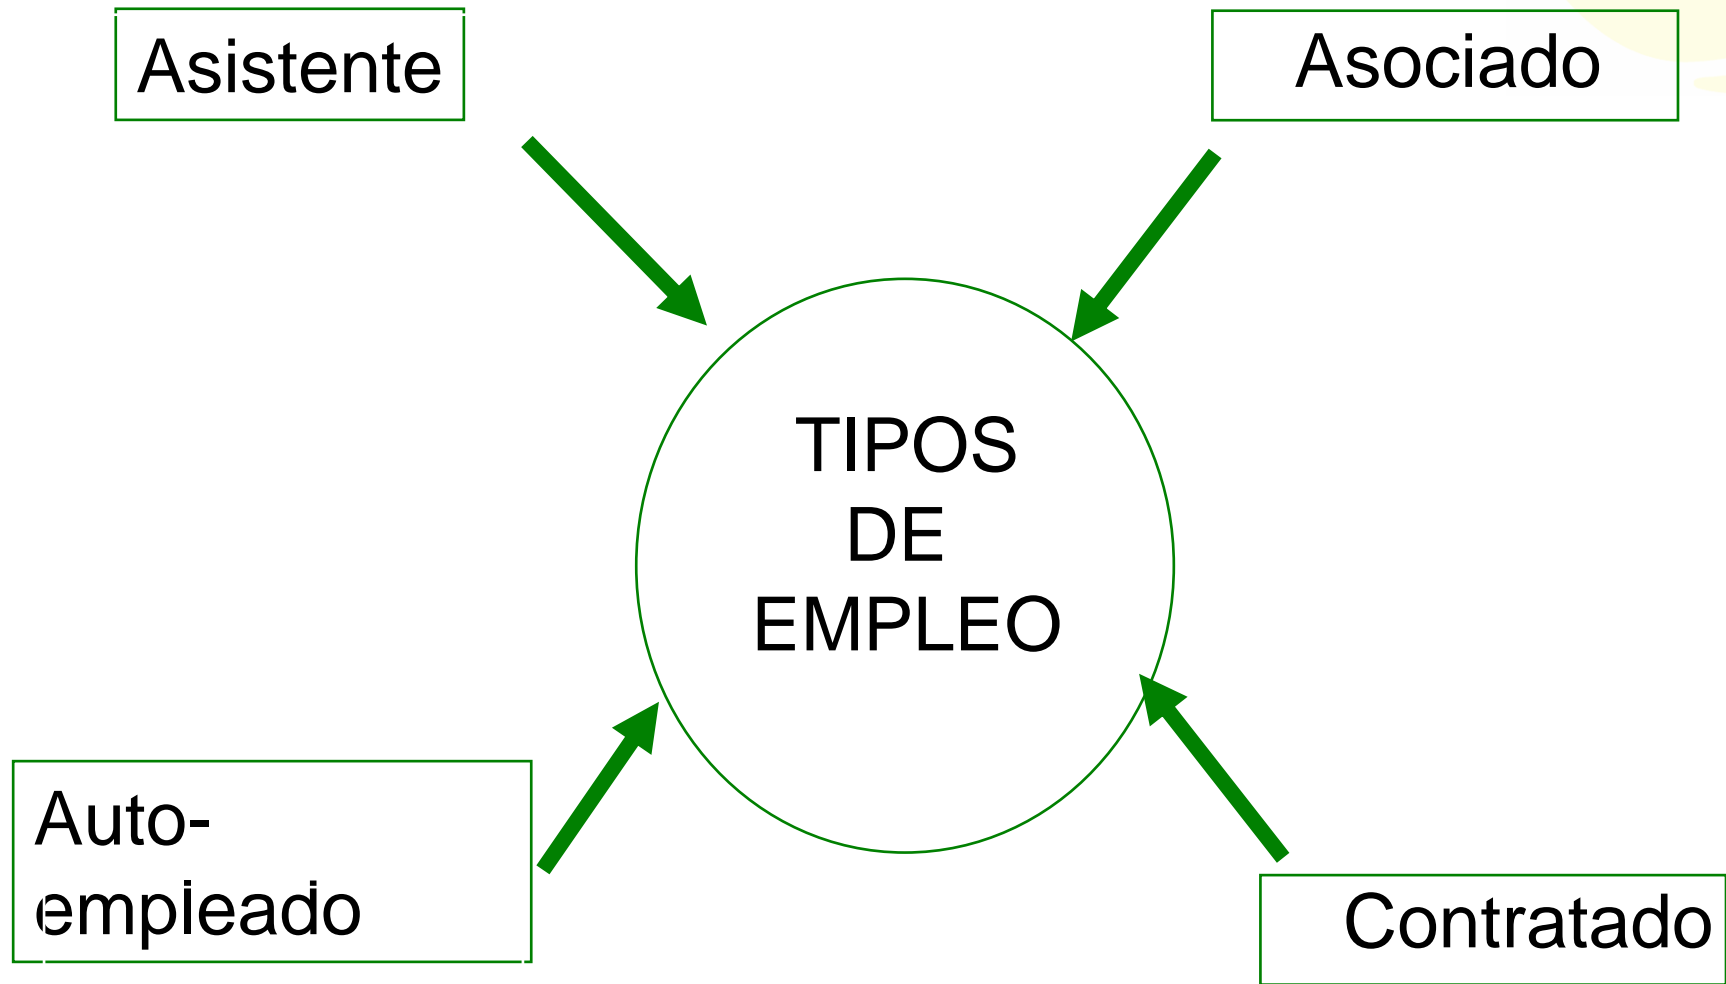 Asistente
Asociado
TIPOS
DE
EMPLEO
Auto-
empleado
Contratado